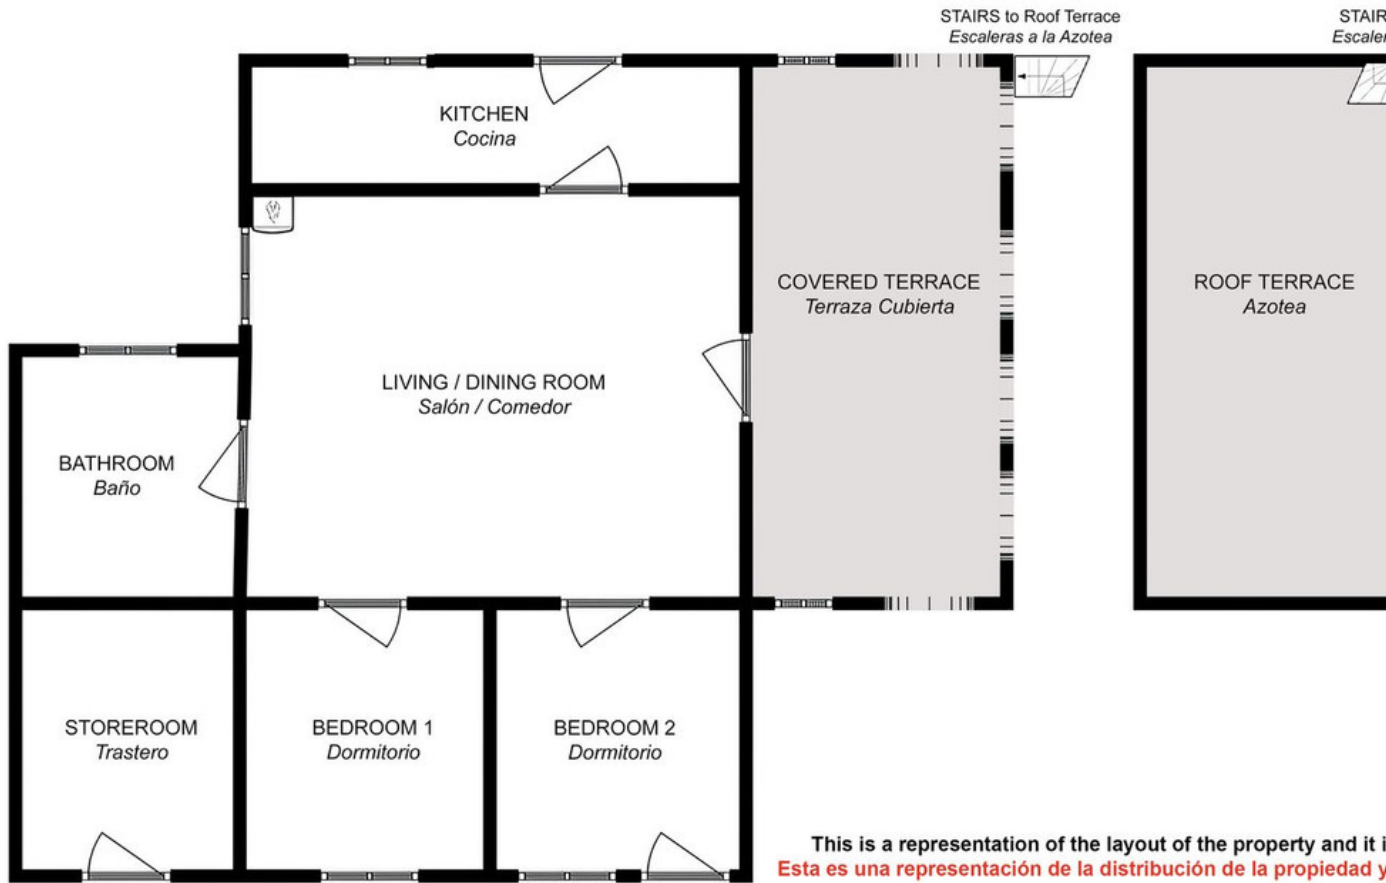 STAIRS to Roof Terrace
Escaleras a la Azotea
KITCHEN
Cocina
COVERED TERRACE
Terraza Cubierta
ROOF TERRACE
Azotea
LIVING / DINING ROOM
Salón / Comedor
BATHROOM
Baño
STOREROOM
Trastero
BEDROOM 1
Dormitorio
BEDROOM 2
Dormitorio
This is a representation of the layout of the property and it i
Esta es una representación de la distribución de la propiedad y